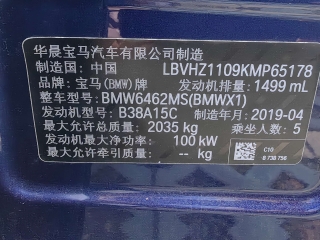 华晨宝马汽车有限公司制造
制造国: 中国 LBVHZ1109KMP65178
品牌: 宝马(BMW)牌 发动机排量: 1499 mL
整车型号: BMW6462MS(BMWX1)
发动机型号: B38A15C 制造年月: 2019-04
最大允许总质量: 2035 kg 乘坐人数: 5
发动机最大净功率: 100 kW
最大允许牵引质量: -- kg
C10
8 738 756